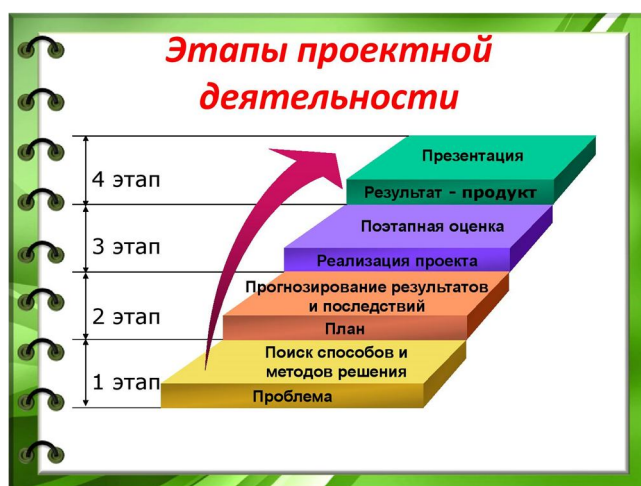 Этапы проектной
деятельности
4 этап
Презентация
Результат - продукт
3 этап
Поэтапная оценка
Реализация проекта
2 этап
Прогнозирование результатов
и последствий
План
1 этап
Поиск способов и
методов решения
Проблема